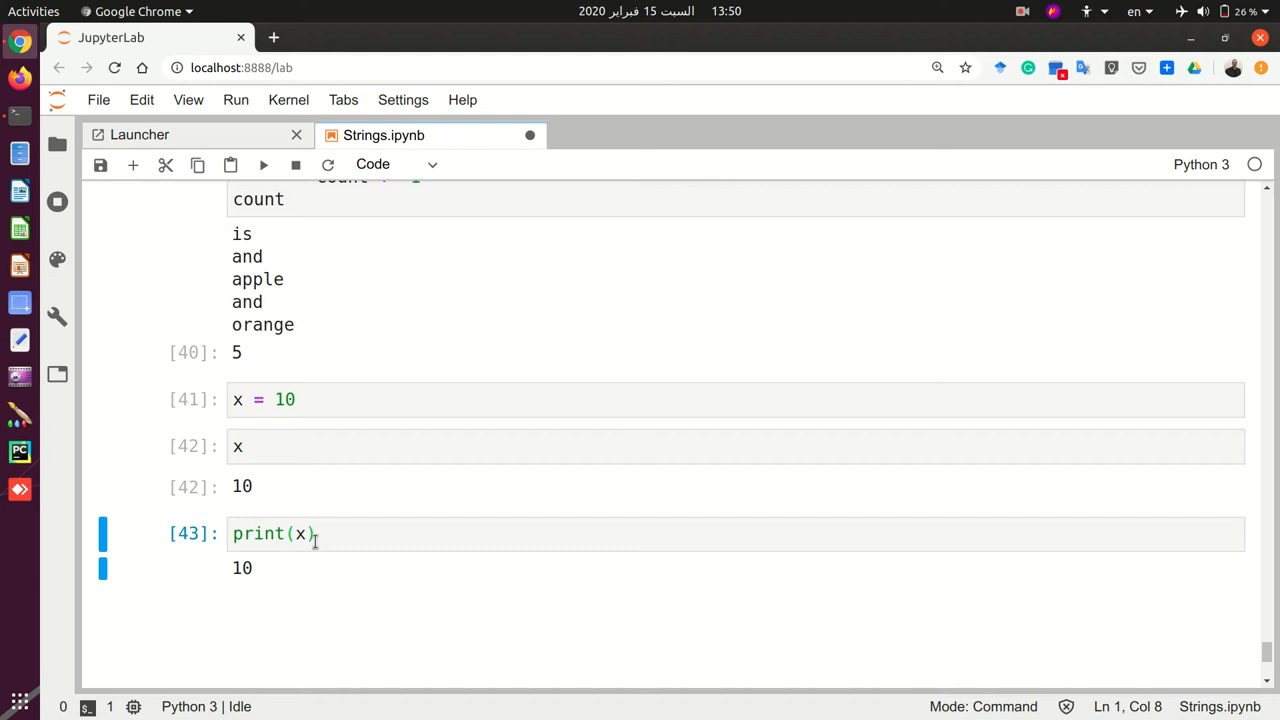 Activities
Google Chrome
السبت 15 فبراير 2020
13:50
en
26 %
JupyterLab
localhost:8888/lab
File Edit View Run Kernel Tabs Settings Help
Launcher
Strings.ipynb
Code
Python 3
count
is
and
apple
and
orange
[40]: 5
[41]: x = 10
[42]: x
[42]: 10
[43]: print(x)
10
PC
0
1
Python 3 | Idle
Mode: Command
Ln 1, Col 8
Strings.ipynb